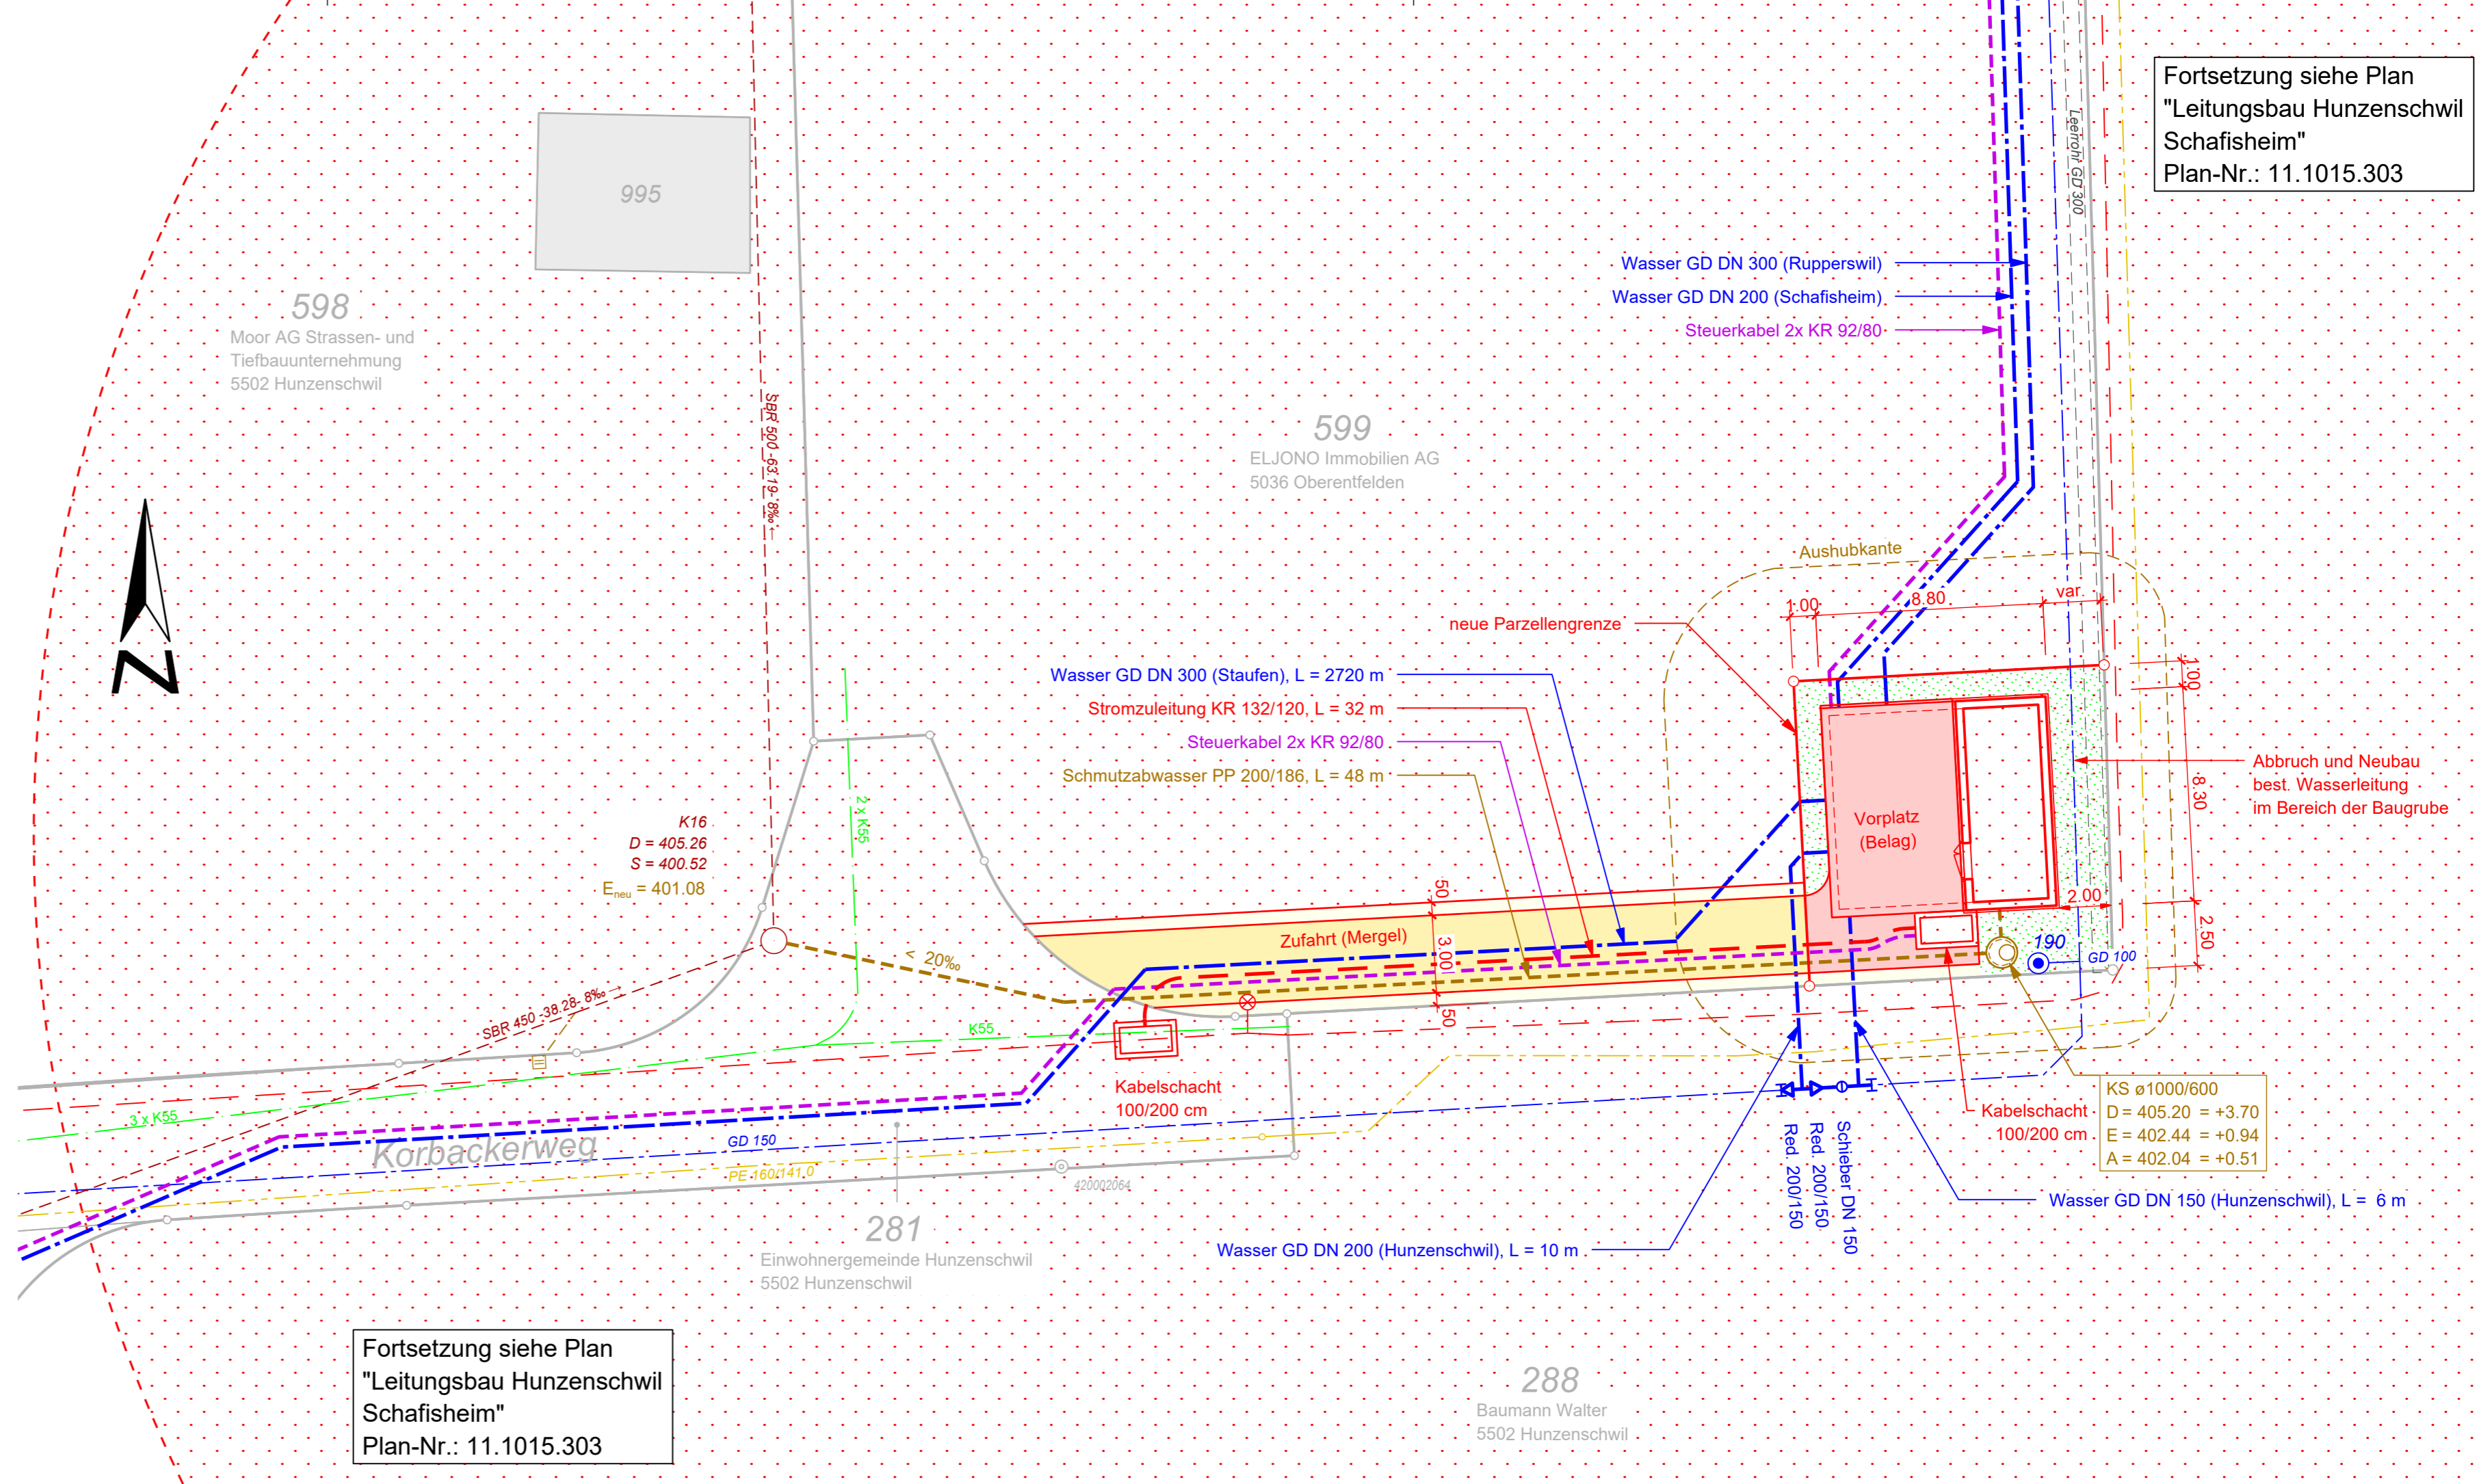 Fortsetzung siehe Plan
"Leitungsbau Hunzenschwil
Schafisheim"
Plan-Nr.: 11.1015.303
Leerrohr GD 300
995
598
Moor AG Strassen- und
Tiefbauunternehmung
5502 Hunzenschwil
Wasser GD DN 300 (Rupperswil)
Wasser GD DN 200 (Schafisheim)
Steuerkabel 2x KR 92/80
SBR 500 -63.19- 8‰ ←
599
ELJONO Immobilien AG
5036 Oberentfelden
N
Aushubkante
1.00
8.80
var.
neue Parzellengrenze
Wasser GD DN 300 (Staufen), L = 2720 m
Stromzuleitung KR 132/120, L = 32 m
Steuerkabel 2x KR 92/80
Schmutzabwasser PP 200/186, L = 48 m
1.00
8.30
2.50
Abbruch und Neubau
best. Wasserleitung
im Bereich der Baugrube
2 x K55
K16
D = 405.26
S = 400.52
Eneu = 401.08
Vorplatz
(Belag)
2.00
50
3.00
50
Zufahrt (Mergel)
< 20‰
190
GD 100
SBR 450 -38.28- 8‰ →
K55
3 x K55
Kabelschacht
100/200 cm
Kabelschacht
100/200 cm
KS ø1000/600
D = 405.20 = +3.70
E = 402.44 = +0.94
A = 402.04 = +0.51
Korbackerweg
GD 150
PE 160/141.0
420002064
Red. 200/150
Red. 200/150
Schieber DN 150
Wasser GD DN 150 (Hunzenschwil), L = 6 m
Wasser GD DN 200 (Hunzenschwil), L = 10 m
281
Einwohnergemeinde Hunzenschwil
5502 Hunzenschwil
Fortsetzung siehe Plan
"Leitungsbau Hunzenschwil
Schafisheim"
Plan-Nr.: 11.1015.303
288
Baumann Walter
5502 Hunzenschwil